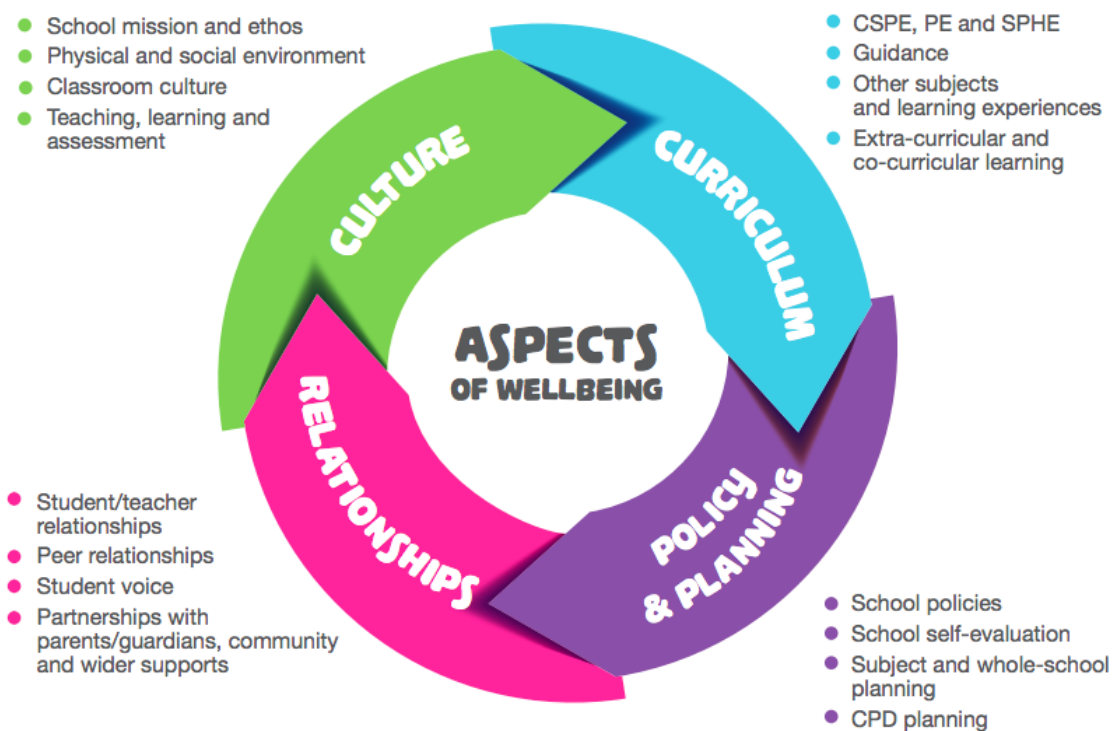 School mission and ethos
Physical and social environment
Classroom culture
Teaching, learning and
assessment
CSPE, PE and SPHE
Guidance
Other subjects
and learning experiences
Extra-curricular and
co-curricular learning
CULTURE
CURRICULUM
ASPECTS
OF WELLBEING
RELATIONSHIPS
POLICY
& PLANNING
Student/teacher
relationships
Peer relationships
Student voice
Partnerships with
parents/guardians, community
and wider supports
School policies
School self-evaluation
Subject and whole-school
planning
CPD planning